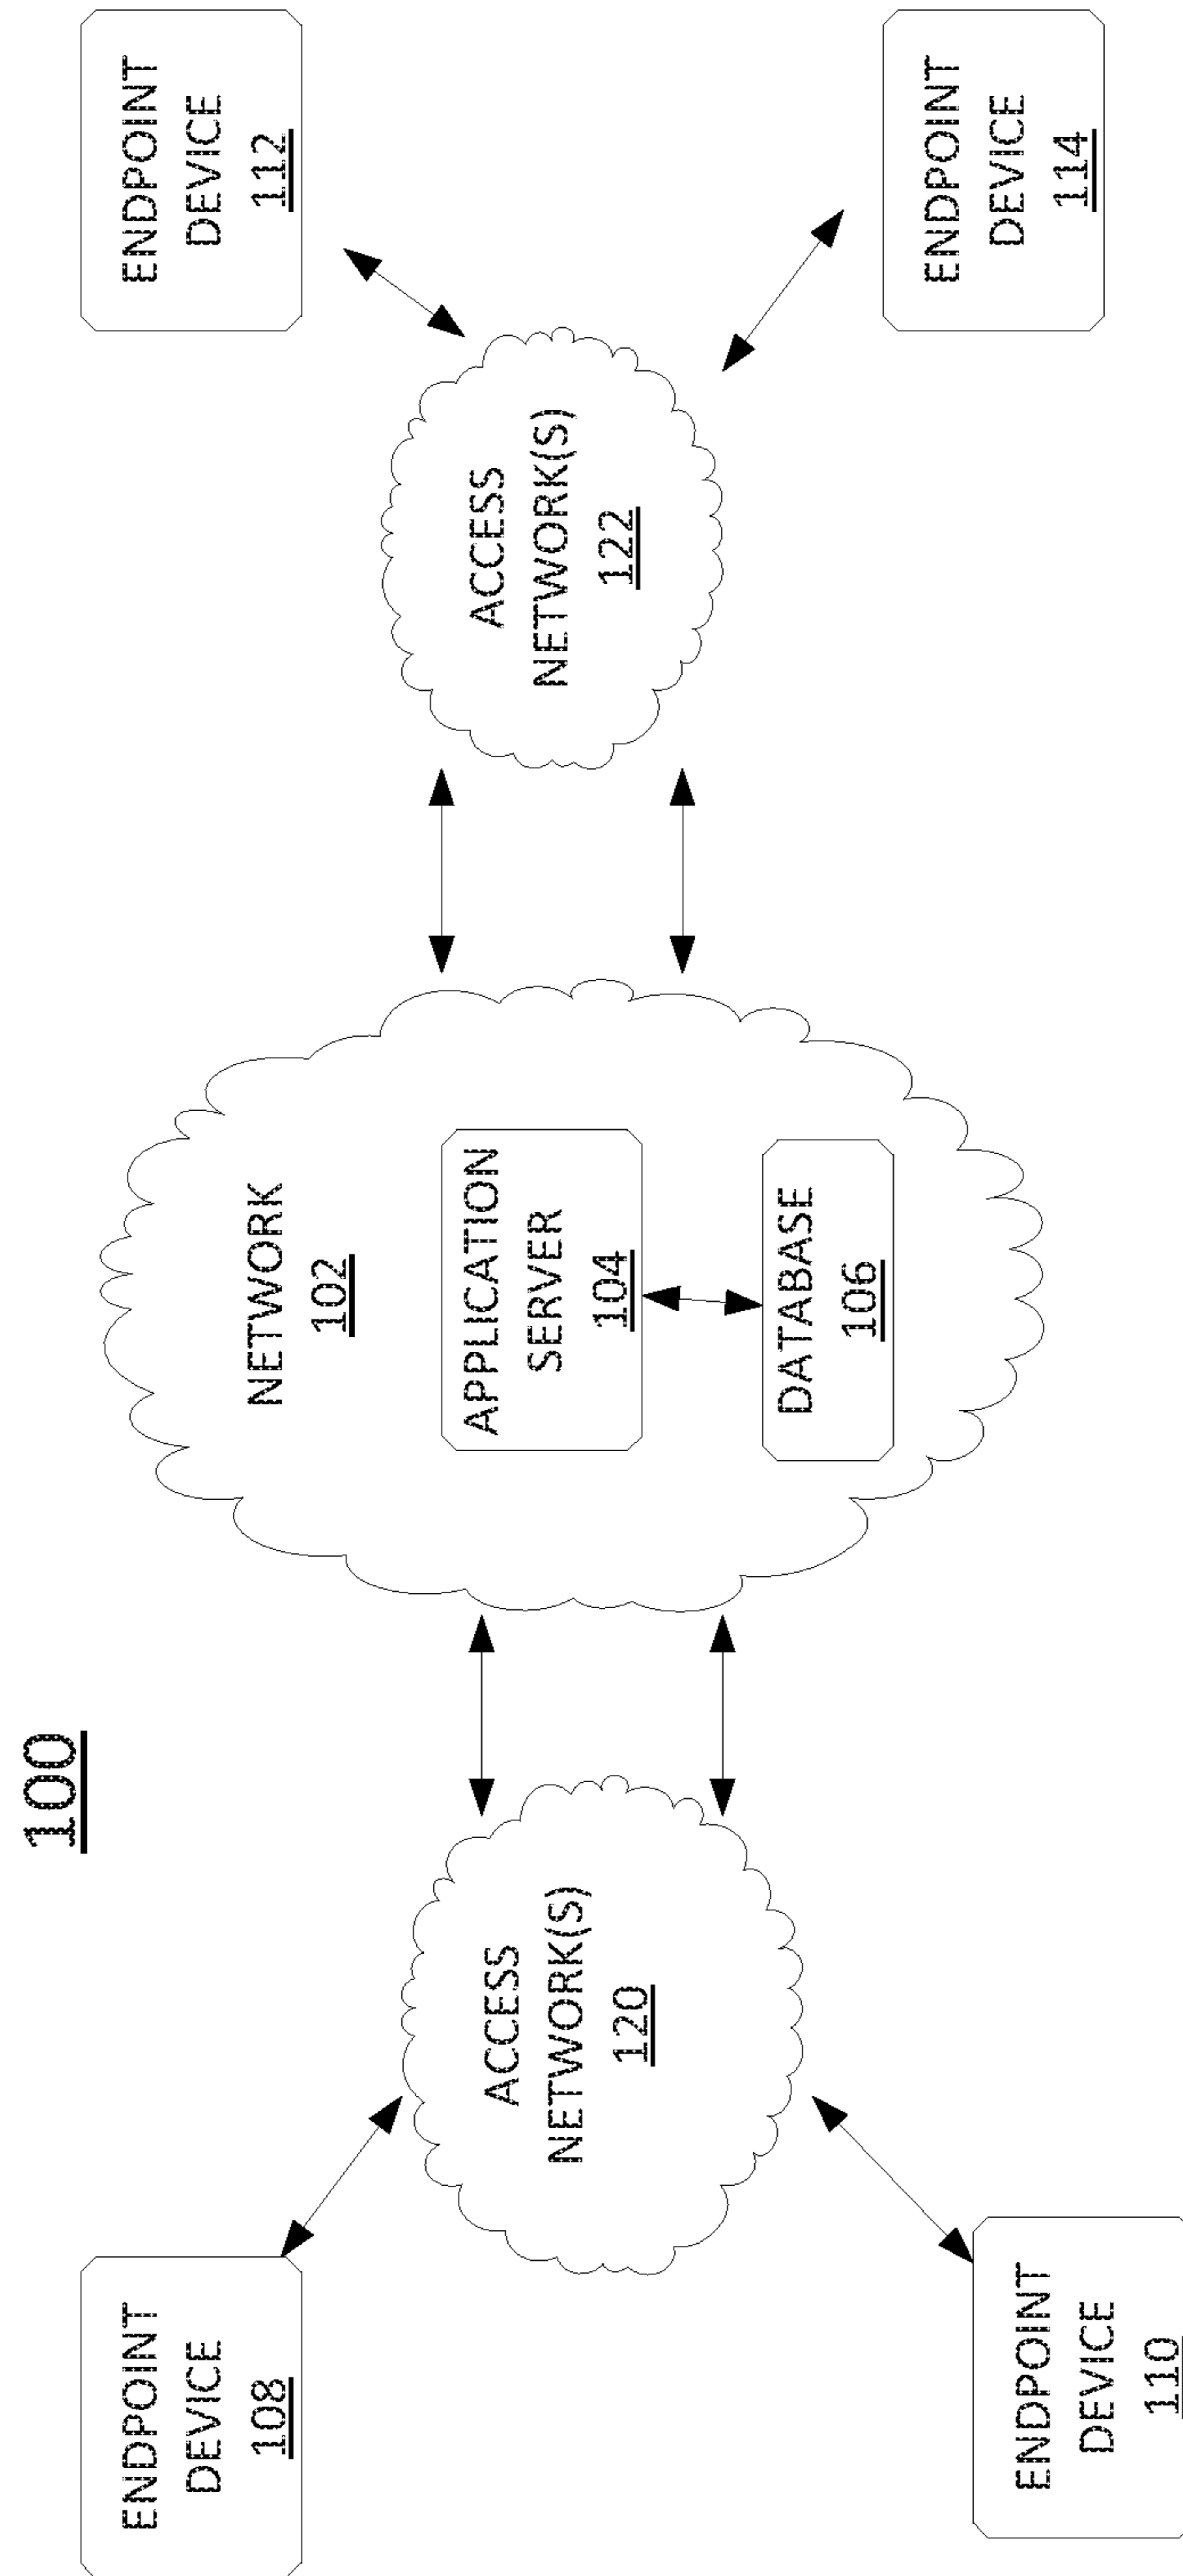 100
ENDPOINT
DEVICE
108
ENDPOINT
DEVICE
110
ACCESS
NETWORK(S)
120
NETWORK
102
APPLICATION
SERVER
104
DATABASE
106
ACCESS
NETWORK(S)
122
ENDPOINT
DEVICE
112
ENDPOINT
DEVICE
114